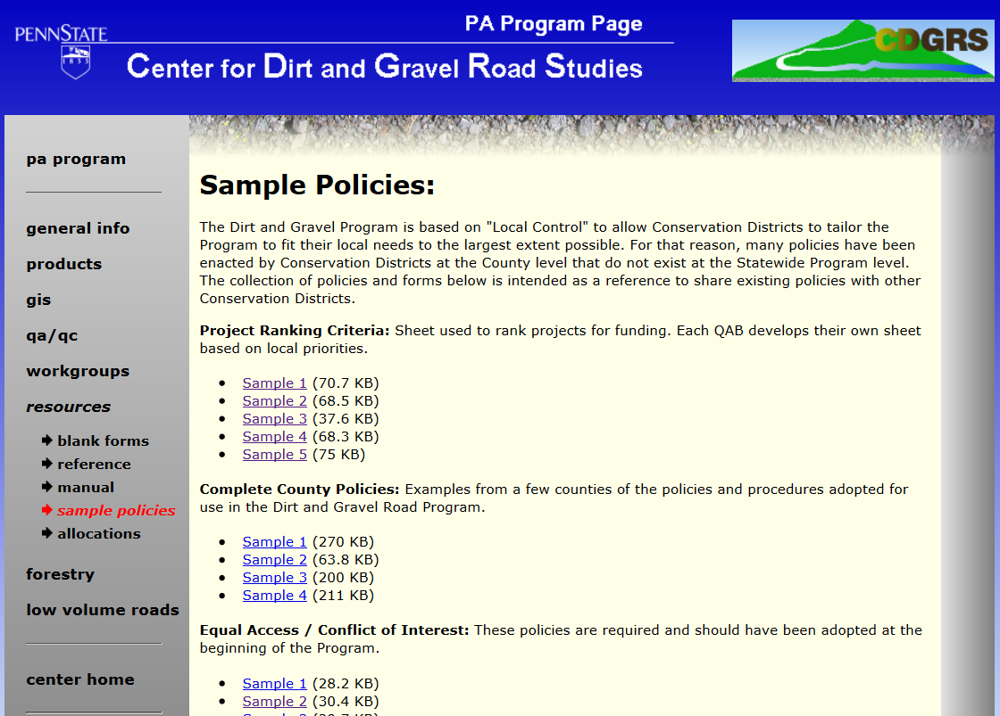 PENNSTATE
1855
PA Program Page
Center for Dirt and Gravel Road Studies
CDGRS
pa program
general info
products
gis
qa/qc
workgroups
resources
blank forms
reference
manual
sample policies
allocations
forestry
low volume roads
center home
Sample Policies:
The Dirt and Gravel Program is based on "Local Control" to allow Conservation Districts to tailor the
Program to fit their local needs to the largest extent possible. For that reason, many policies have been
enacted by Conservation Districts at the County level that do not exist at the Statewide Program level.
The collection of policies and forms below is intended as a reference to share existing policies with other
Conservation Districts.
Project Ranking Criteria: Sheet used to rank projects for funding. Each QAB develops their own sheet
based on local priorities.
• Sample 1 (70.7 KB)
• Sample 2 (68.5 KB)
• Sample 3 (37.6 KB)
• Sample 4 (68.3 KB)
• Sample 5 (75 KB)
Complete County Policies: Examples from a few counties of the policies and procedures adopted for
use in the Dirt and Gravel Road Program.
• Sample 1 (270 KB)
• Sample 2 (63.8 KB)
• Sample 3 (200 KB)
• Sample 4 (211 KB)
Equal Access / Conflict of Interest: These policies are required and should have been adopted at the
beginning of the Program.
• Sample 1 (28.2 KB)
• Sample 2 (30.4 KB)